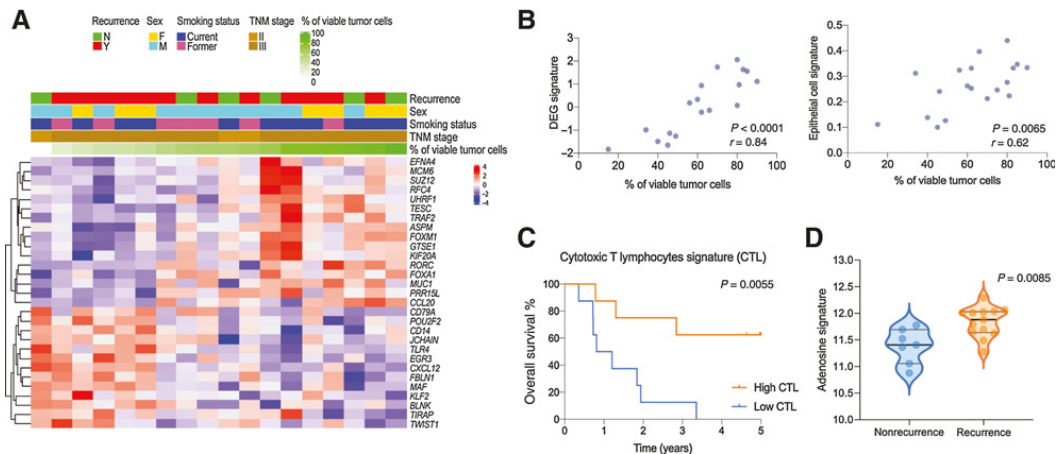 A
Recurrence Sex Smoking status TNM stage % of viable tumor cells
N F Current II 100
Y M Former III 80
60
40
20
0
Recurrence
Sex
Smoking status
TNM stage
% of viable tumor cells
EFNA4
MCM6
SUZ12
RFC4
UHRF1
TESC
TRAF2
ASPM
FOXM1
GTSE1
KIF20A
RORC
FOXA1
MUC1
PRR15L
CCL20
CD79A
POU2F2
CD14
JCHAIN
TLR4
EGR3
CXCL12
FBLN1
MAF
KLF2
BLNK
TIRAP
TWIST1
4
2
0
−2
−4
B
DEG signature
3
2
1
0
−1
−2
P < 0.0001
r = 0.84
0 20 40 60 80 100
% of viable tumor cells
Epithelial cell signature
0.5
0.4
0.3
0.2
0.1
0.0
P = 0.0065
r = 0.62
0 20 40 60 80 100
% of viable tumor cells
C
Cytotoxic T lymphocytes signature (CTL)
Overall survival %
100
80
60
40
20
0
P = 0.0055
High CTL
Low CTL
0 1 2 3 4 5
Time (years)
D
Adenosine signature
13.0
12.5
12.0
11.5
11.0
10.5
10.0
P = 0.0085
Nonrecurrence Recurrence